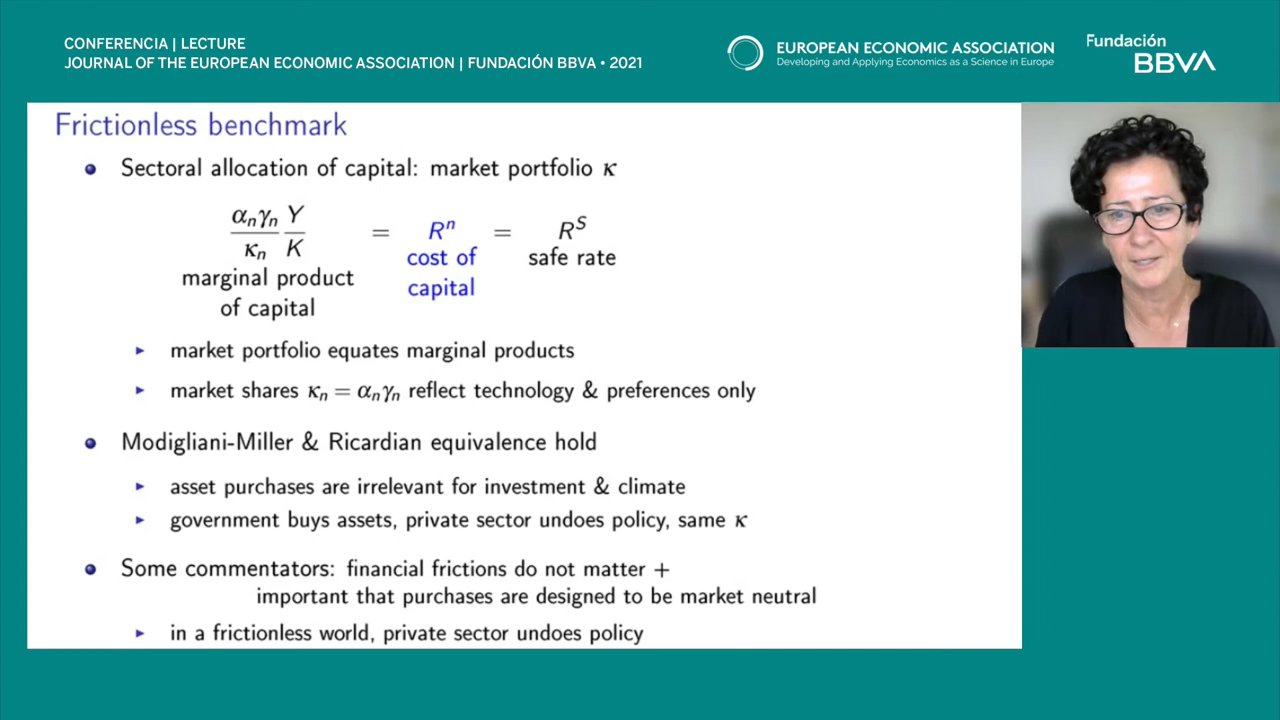 CONFERENCIA | LECTURE
JOURNAL OF THE EUROPEAN ECONOMIC ASSOCIATION | FUNDACIÓN BBVA • 2021
EUROPEAN ECONOMIC ASSOCIATION
Developing and Applying Economics as a Science in Europe
Fundación
BBVA
Frictionless benchmark
Sectoral allocation of capital: market portfolio κ
αₙγₙ Y
κₙ K
= Rⁿ = Rˢ
marginal product of capital
cost of capital
safe rate
► market portfolio equates marginal products
► market shares κₙ = αₙγₙ reflect technology & preferences only
Modigliani-Miller & Ricardian equivalence hold
► asset purchases are irrelevant for investment & climate
► government buys assets, private sector undoes policy, same κ
Some commentators: financial frictions do not matter +
important that purchases are designed to be market neutral
► in a frictionless world, private sector undoes policy